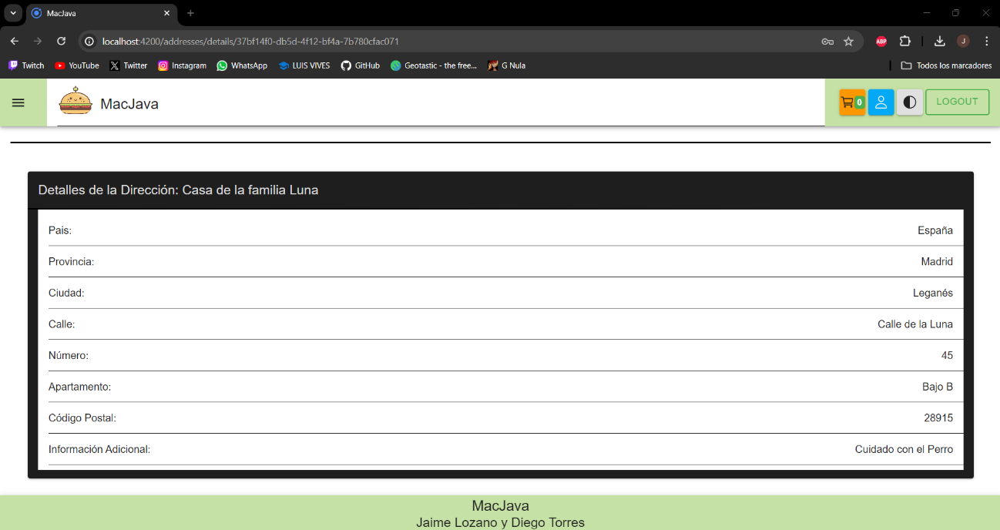 MacJava
localhost:4200/addresses/details/37bf14f0-db5d-4f12-bf4a-7b780cfac071
ABP
J
Twitch YouTube Twitter Instagram WhatsApp LUIS VIVES GitHub Geotastic - the free... G Nula Todos los marcadores
MacJava
0
LOGOUT
Detalles de la Dirección: Casa de la familia Luna
Pais: España
Provincia: Madrid
Ciudad: Leganés
Calle: Calle de la Luna
Número: 45
Apartamento: Bajo B
Código Postal: 28915
Información Adicional: Cuidado con el Perro
MacJava
Jaime Lozano y Diego Torres